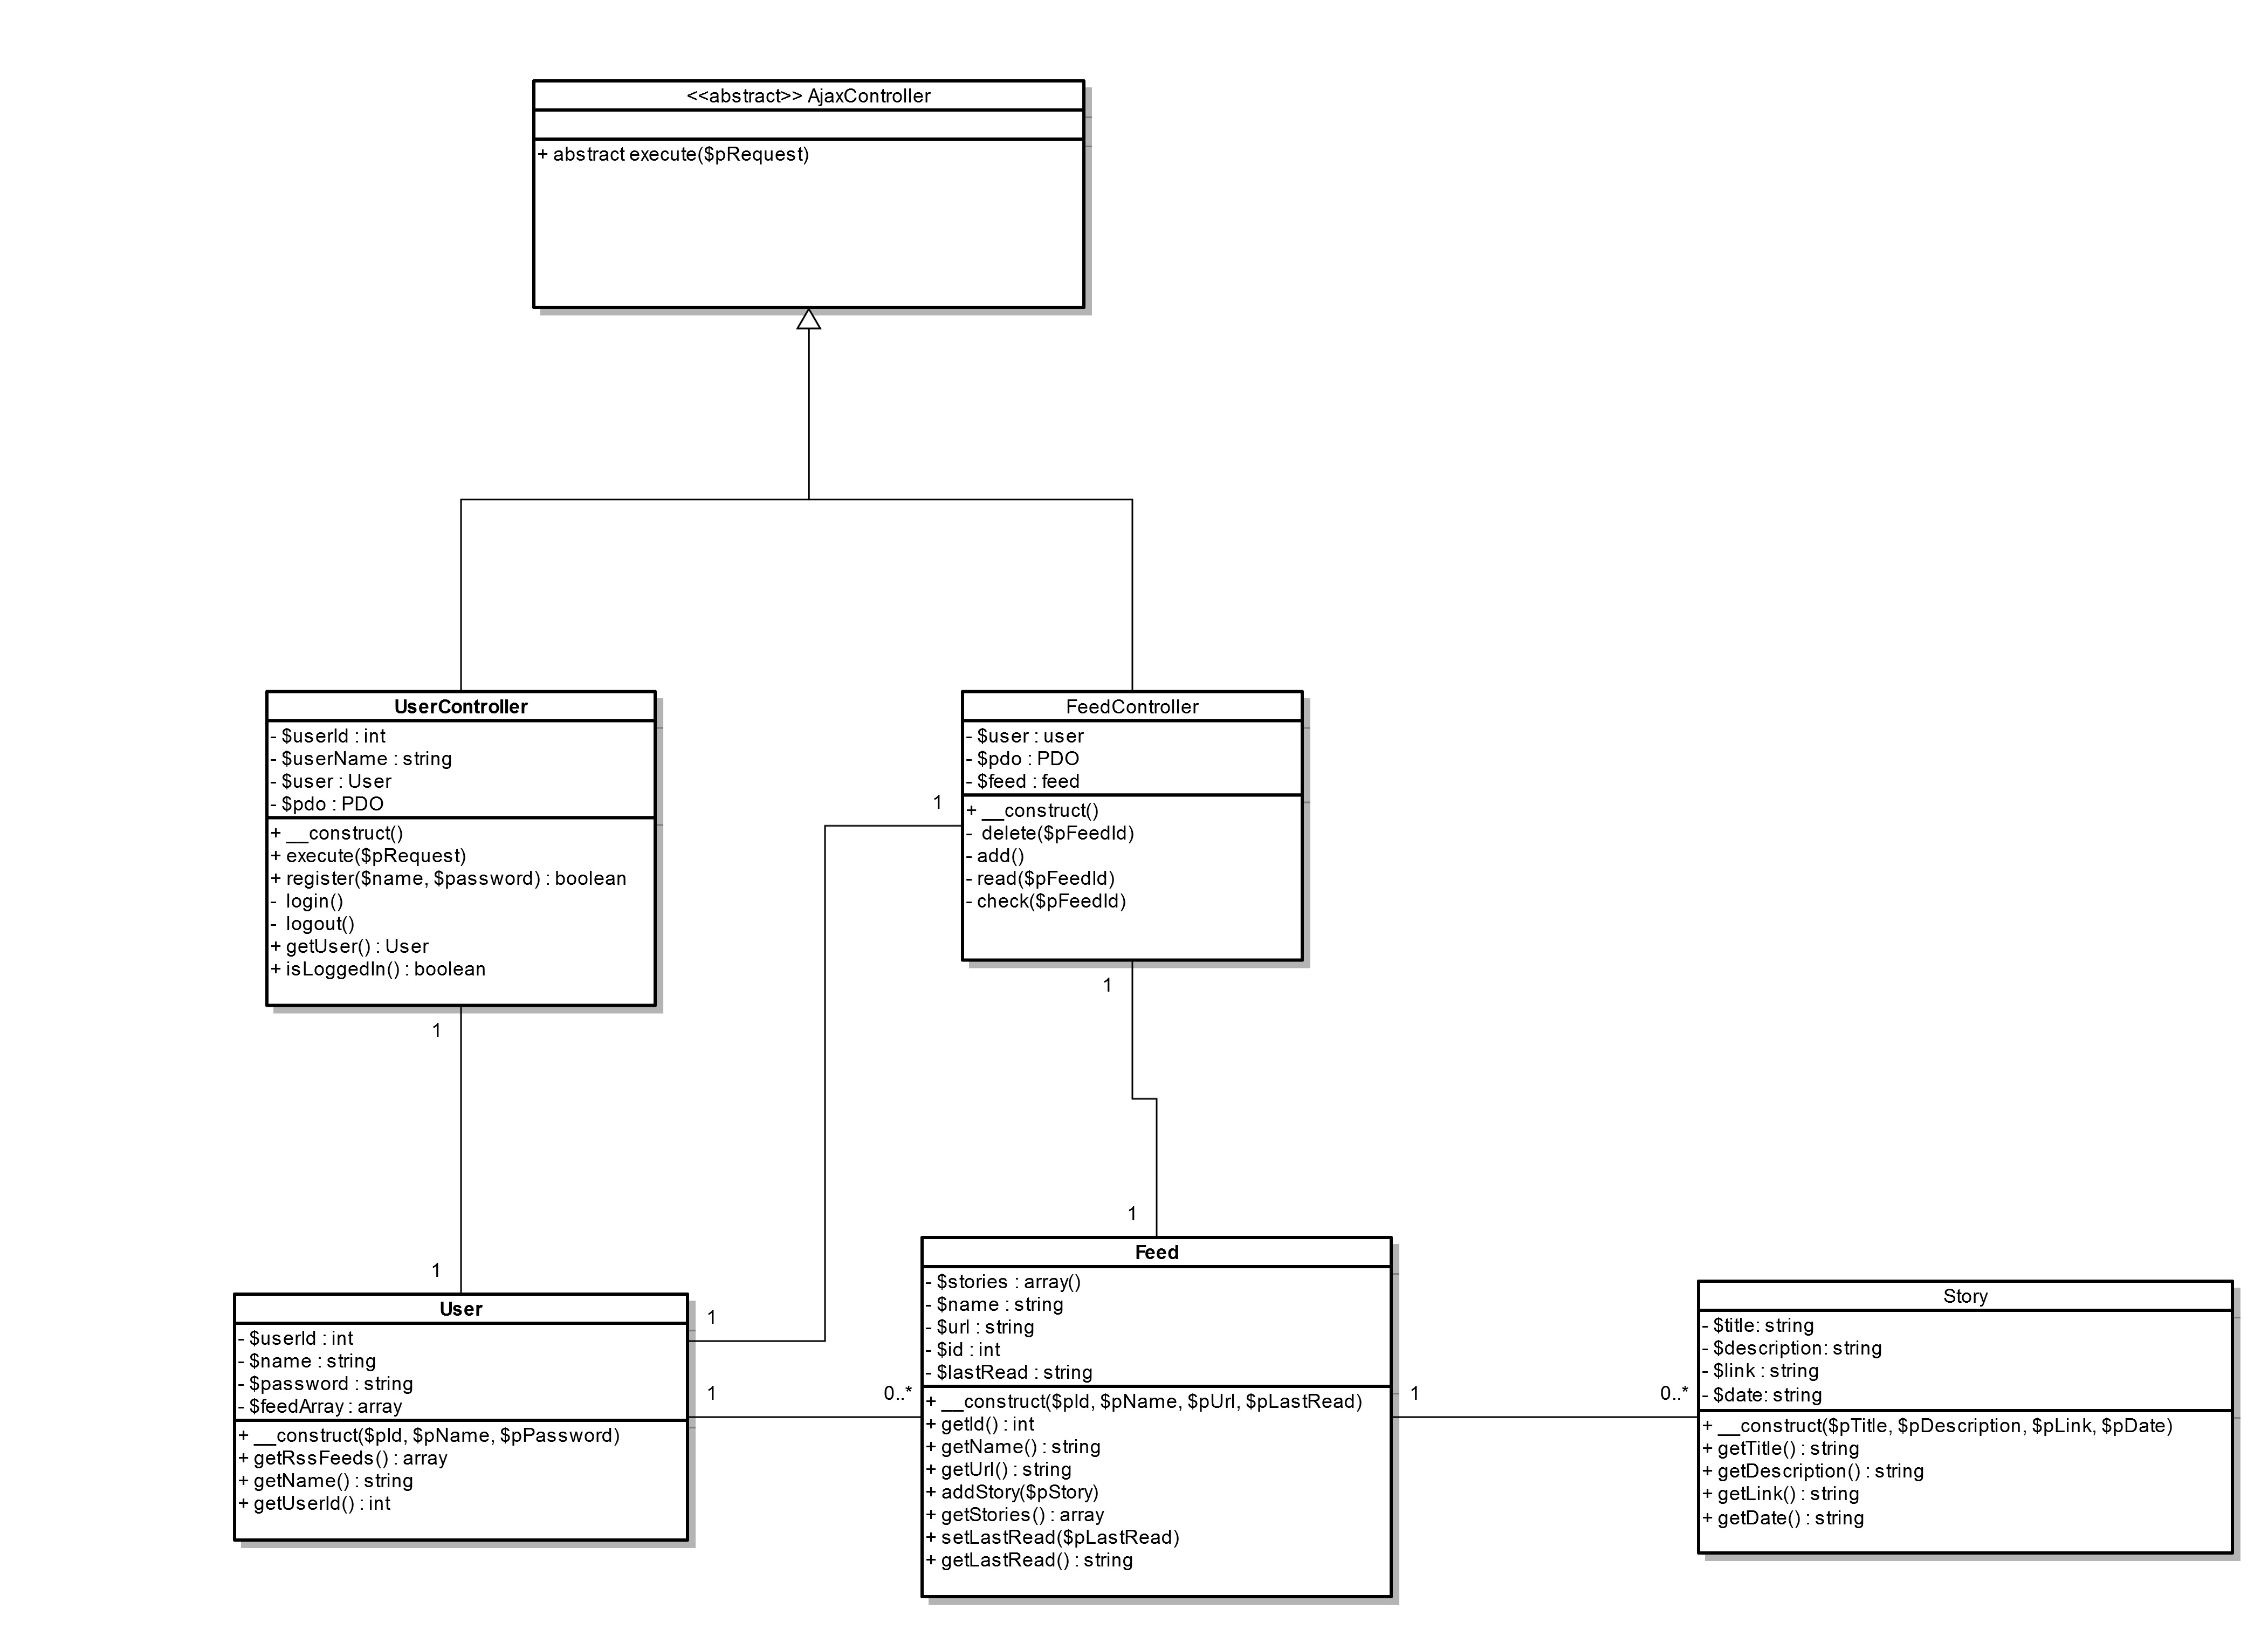 <<abstract>> AjaxController
+ abstract execute($pRequest)
UserController
- $userId : int
- $userName : string
- $user : User
- $pdo : PDO
+ __construct()
+ execute($pRequest)
+ register($name, $password) : boolean
- login()
- logout()
+ getUser() : User
+ isLoggedIn() : boolean
FeedController
- $user : user
- $pdo : PDO
- $feed : feed
+ __construct()
- delete($pFeedId)
- add()
- read($pFeedId)
- check($pFeedId)
1
1
1
1
1
User
- $userId : int
- $name : string
- $password : string
- $feedArray : array
+ __construct($pId, $pName, $pPassword)
+ getRssFeeds() : array
+ getName() : string
+ getUserId() : int
1
1
0..*
Feed
- $stories : array()
- $name : string
- $url : string
- $id : int
- $lastRead : string
+ __construct($pId, $pName, $pUrl, $pLastRead)
+ getId() : int
+ getName() : string
+ getUrl() : string
+ addStory($pStory)
+ getStories() : array
+ setLastRead($pLastRead)
+ getLastRead() : string
1
0..*
Story
- $title: string
- $description: string
- $link : string
- $date: string
+ __construct($pTitle, $pDescription, $pLink, $pDate)
+ getTitle() : string
+ getDescription() : string
+ getLink() : string
+ getDate() : string